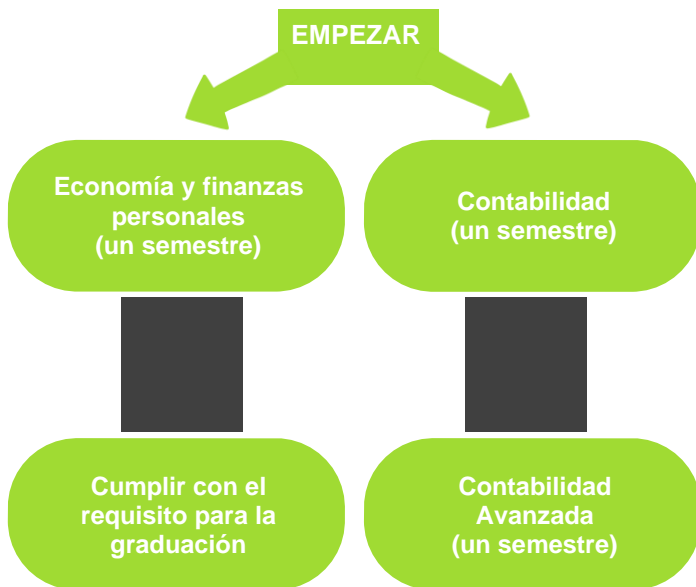 EMPEZAR
Economía y finanzas
personales
(un semestre)
Contabilidad
(un semestre)
Cumplir con el
requisito para la
graduación
Contabilidad
Avanzada
(un semestre)